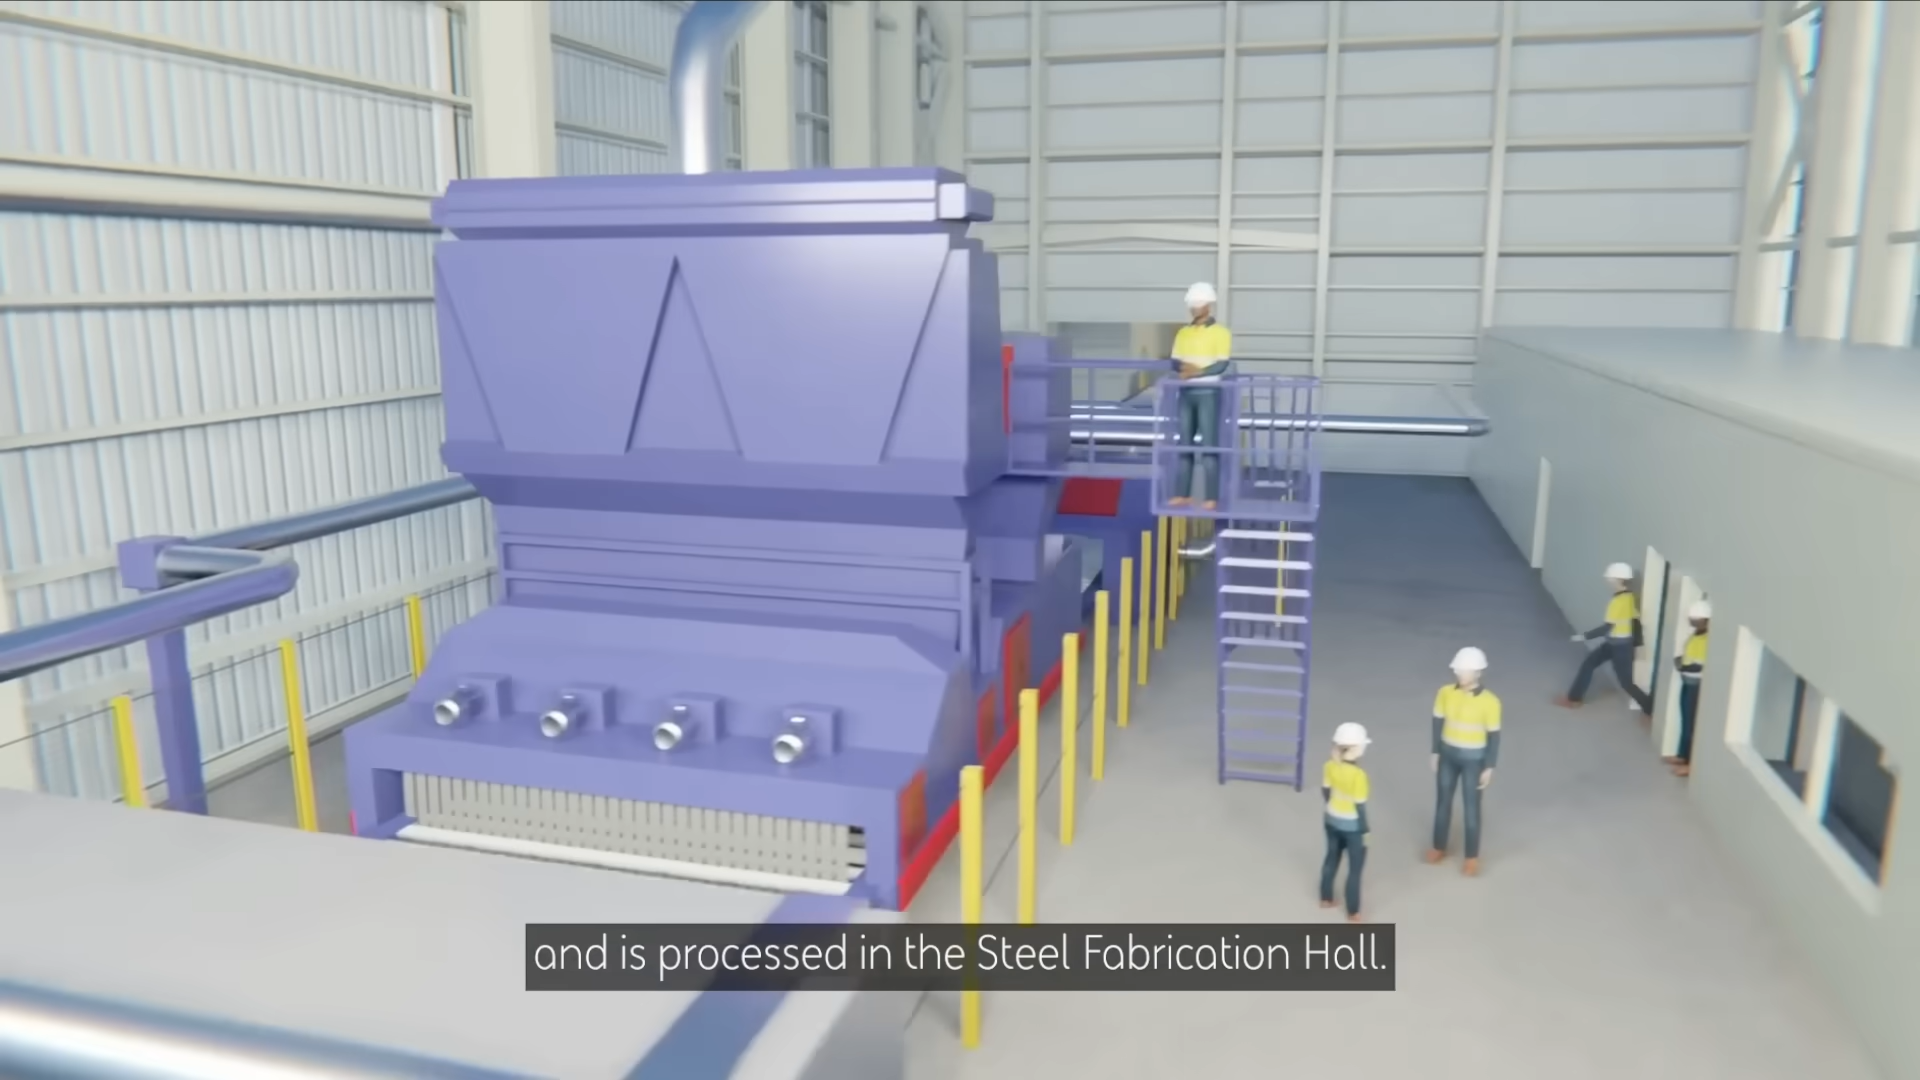 and is processed in the Steel Fabrication Hall.